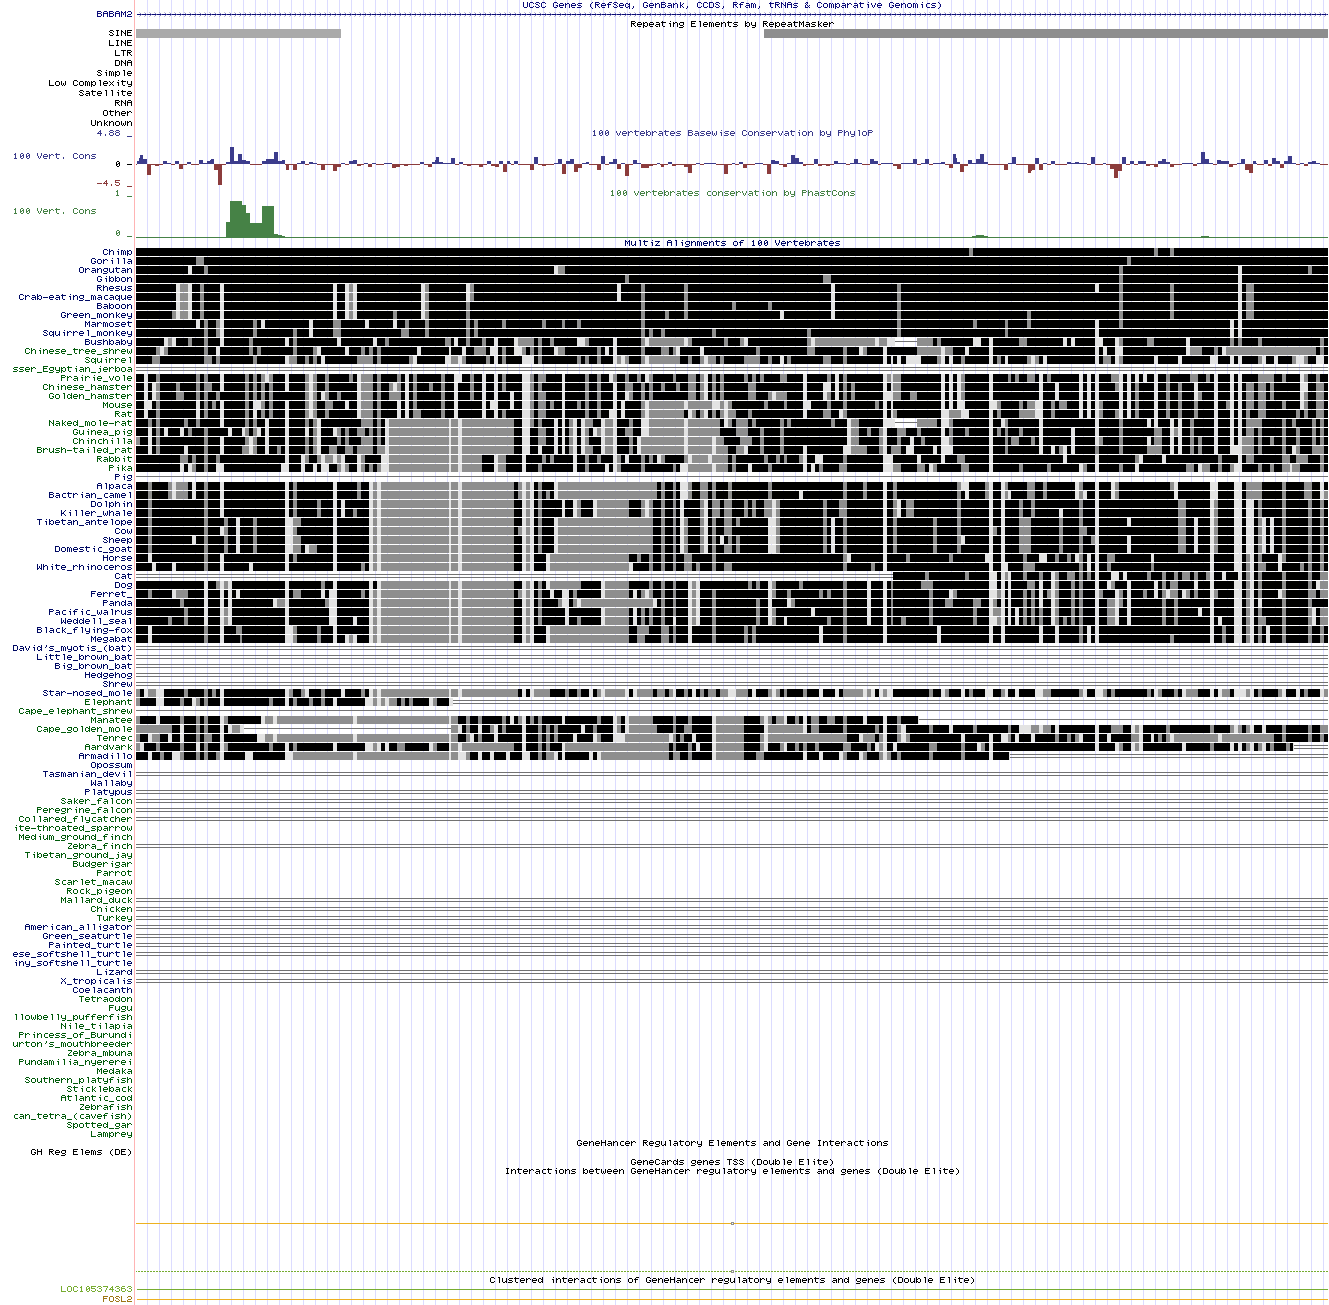 UCSC Genes (RefSeq, GenBank, CCDS, Rfam, tRNAs & Comparative Genomics)
BABAM2
Repeating Elements by RepeatMasker
SINE
LINE
LTR
DNA
Simple
Low Complexity
Satellite
RNA
Other
Unknown
4.88 _
100 vertebrates Basewise Conservation by PhyloP
100 Vert. Cons
0 _
-4.5 _
1 _
100 vertebrates conservation by PhastCons
100 Vert. Cons
0 _
Multiz Alignments of 100 Vertebrates
Chimp
Gorilla
Orangutan
Gibbon
Rhesus
Crab-eating_macaque
Baboon
Green_monkey
Marmoset
Squirrel_monkey
Bushbaby
Chinese_tree_shrew
Squirrel
sser_Egyptian_jerboa
Prairie_vole
Chinese_hamster
Golden_hamster
Mouse
Rat
Naked_mole-rat
Guinea_pig
Chinchilla
Brush-tailed_rat
Rabbit
Pika
Pig
Alpaca
Bactrian_camel
Dolphin
Killer_whale
Tibetan_antelope
Cow
Sheep
Domestic_goat
Horse
White_rhinoceros
Cat
Dog
Ferret_
Panda
Pacific_walrus
Weddell_seal
Black_flying-fox
Megabat
David's_myotis_(bat)
Little_brown_bat
Big_brown_bat
Hedgehog
Shrew
Star-nosed_mole
Elephant
Cape_elephant_shrew
Manatee
Cape_golden_mole
Tenrec
Aardvark
Armadillo
Opossum
Tasmanian_devil
Wallaby
Platypus
Saker_falcon
Peregrine_falcon
Collared_flycatcher
ite-throated_sparrow
Medium_ground_finch
Zebra_finch
Tibetan_ground_jay
Budgerigar
Parrot
Scarlet_macaw
Rock_pigeon
Mallard_duck
Chicken
Turkey
American_alligator
Green_seaturtle
Painted_turtle
ese_softshell_turtle
iny_softshell_turtle
Lizard
X_tropicalis
Coelacanth
Tetraodon
Fugu
llowbelly_pufferfish
Nile_tilapia
Princess_of_Burundi
urton's_mouthbreeder
Zebra_mbuna
Pundamilia_nyererei
Medaka
Southern_platyfish
Stickleback
Atlantic_cod
Zebrafish
can_tetra_(cavefish)
Spotted_gar
Lamprey
GeneHancer Regulatory Elements and Gene Interactions
GH Reg Elems (DE)
GeneCards genes TSS (Double Elite)
Interactions between GeneHancer regulatory elements and genes (Double Elite)
Clustered interactions of GeneHancer regulatory elements and genes (Double Elite)
LOC105374363
FOSL2